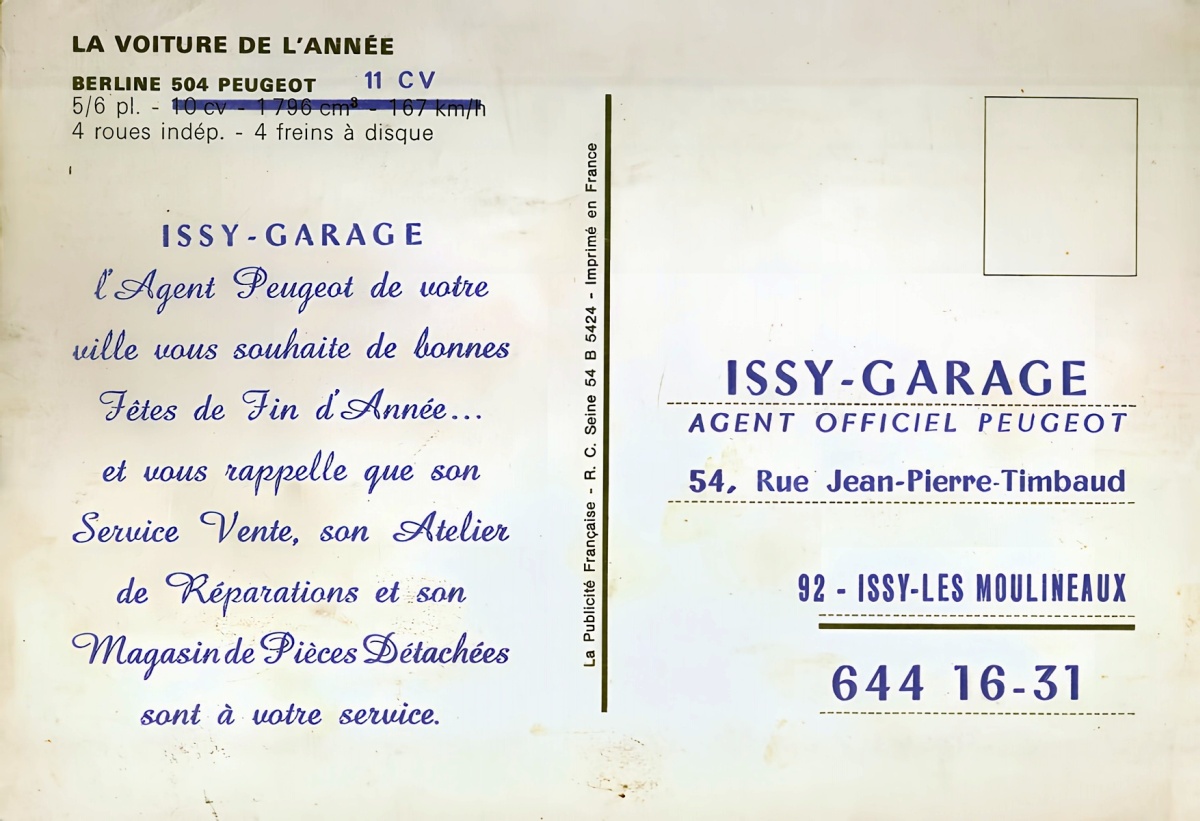 LA VOITURE DE L'ANNÉE
BERLINE 504 PEUGEOT 11 CV
5/6 pl. - 10 cv - 1 796 cm³ - 167 km/h
4 roues indép. - 4 freins à disque
ISSY-GARAGE
l'Agent Peugeot de votre
ville vous souhaite de bonnes
Fêtes de Fin d'Année...
et vous rappelle que son
Service Vente, son Atelier
de Réparations et son
Magasin de Pièces Détachées
sont à votre service.
La Publicité Française - R. C. Seine 54 B 5424 - Imprimé en France
ISSY-GARAGE
AGENT OFFICIEL PEUGEOT
54, Rue Jean-Pierre-Timbaud
92 - ISSY-LES MOULINEAUX
644 16-31